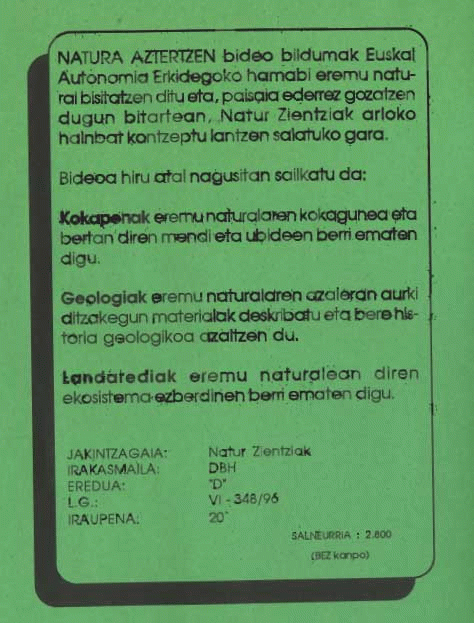 NATURA AZTERTZEN bideo bildumak Euskal
Autonomia Erkidegoko hamabi eremu natu-
ral bisitatzen ditu eta, paisaia ederrez gozatzen
dugun bitartean, Natur Zientziak arloko
hainbat kontzeptu lantzen saiatuko gara.
Bideoa hiru atal nagusitan sailkatu da:
Kokapenak eremu naturalaren kokagunea eta
bertan diren mendi eta ubideen berri ematen
digu.
Geologiak eremu naturalaren azaleran aurki
ditzakegun materialak deskribatu eta bere his-
toria geologikoa azaltzen du.
Landarediak eremu naturalean diren
ekosistema ezberdinen berri ematen digu.
JAKINTZAGAIA: Natur Zientziak
IRAKASMAILA: DBH
EREDUA: "D"
L.G.: VI - 348/96
IRAUPENA: 20"
SALNEURRIA : 2.800
(BEZ kanpo)